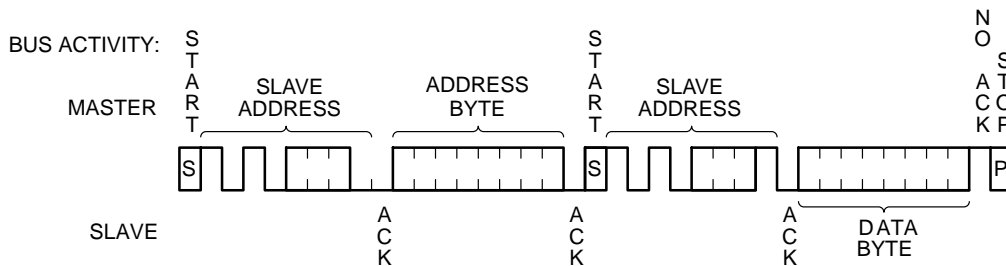 BUS ACTIVITY:
MASTER
START
SLAVE
ADDRESS
ADDRESS
BYTE
START
SLAVE
ADDRESS
NO ACK
STOP
S
S
P
SLAVE
ACK
ACK
ACK
DATA
BYTE